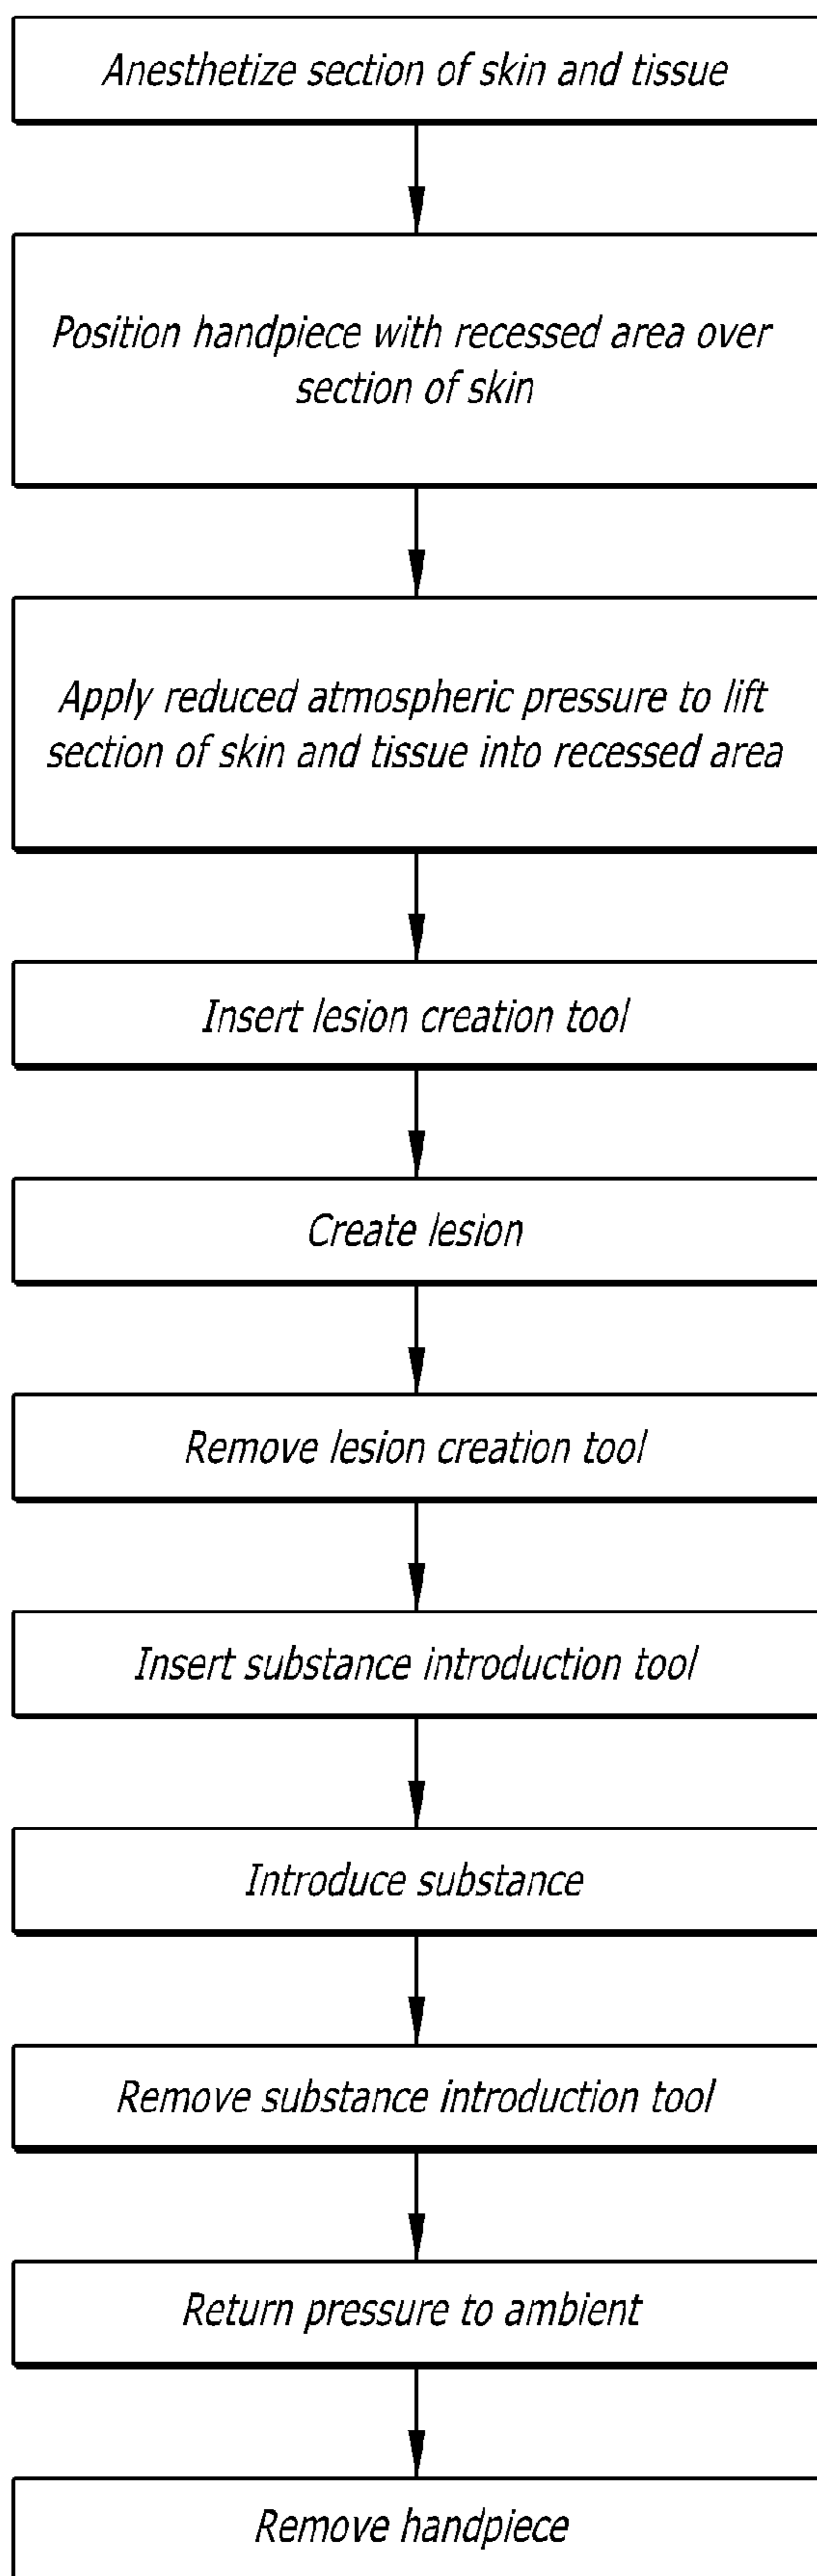 Anesthetize section of skin and tissue
Position handpiece with recessed area over
section of skin
Apply reduced atmospheric pressure to lift
section of skin and tissue into recessed area
Insert lesion creation tool
Create lesion
Remove lesion creation tool
Insert substance introduction tool
Introduce substance
Remove substance introduction tool
Return pressure to ambient
Remove handpiece